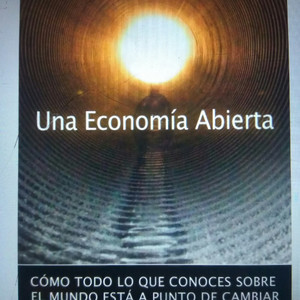 Una Economía Abierta
CÓMO TODO LO QUE CONOCES SOBRE
EL MUNDO ESTÁ A PUNTO DE CAMBIAR